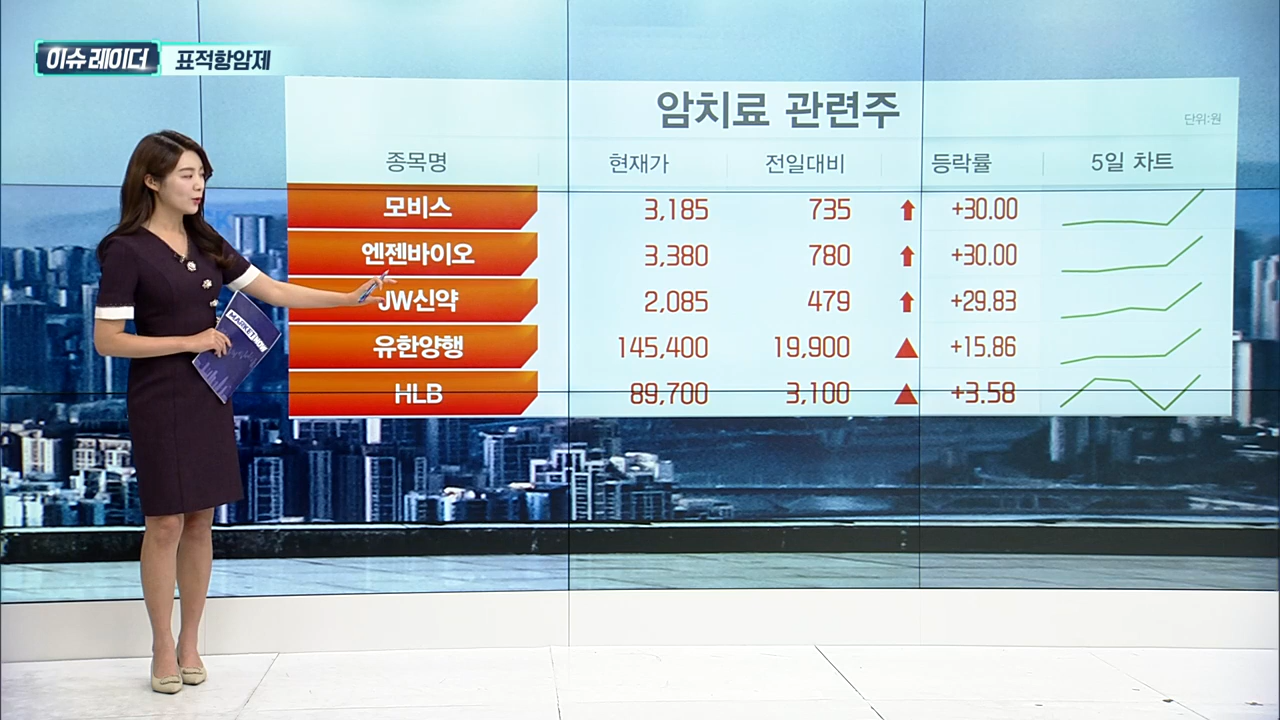 이슈 레이더 표적항암제
암치료 관련주
단위:원
종목명 현재가 전일대비 등락률 5일 차트
모비스 3,185 735 +30.00
엔젠바이오 3,380 780 +30.00
JW신약 2,085 479 +29.83
유한양행 145,400 19,900 +15.86
HLB 89,700 3,100 +3.58
MARKET NOW